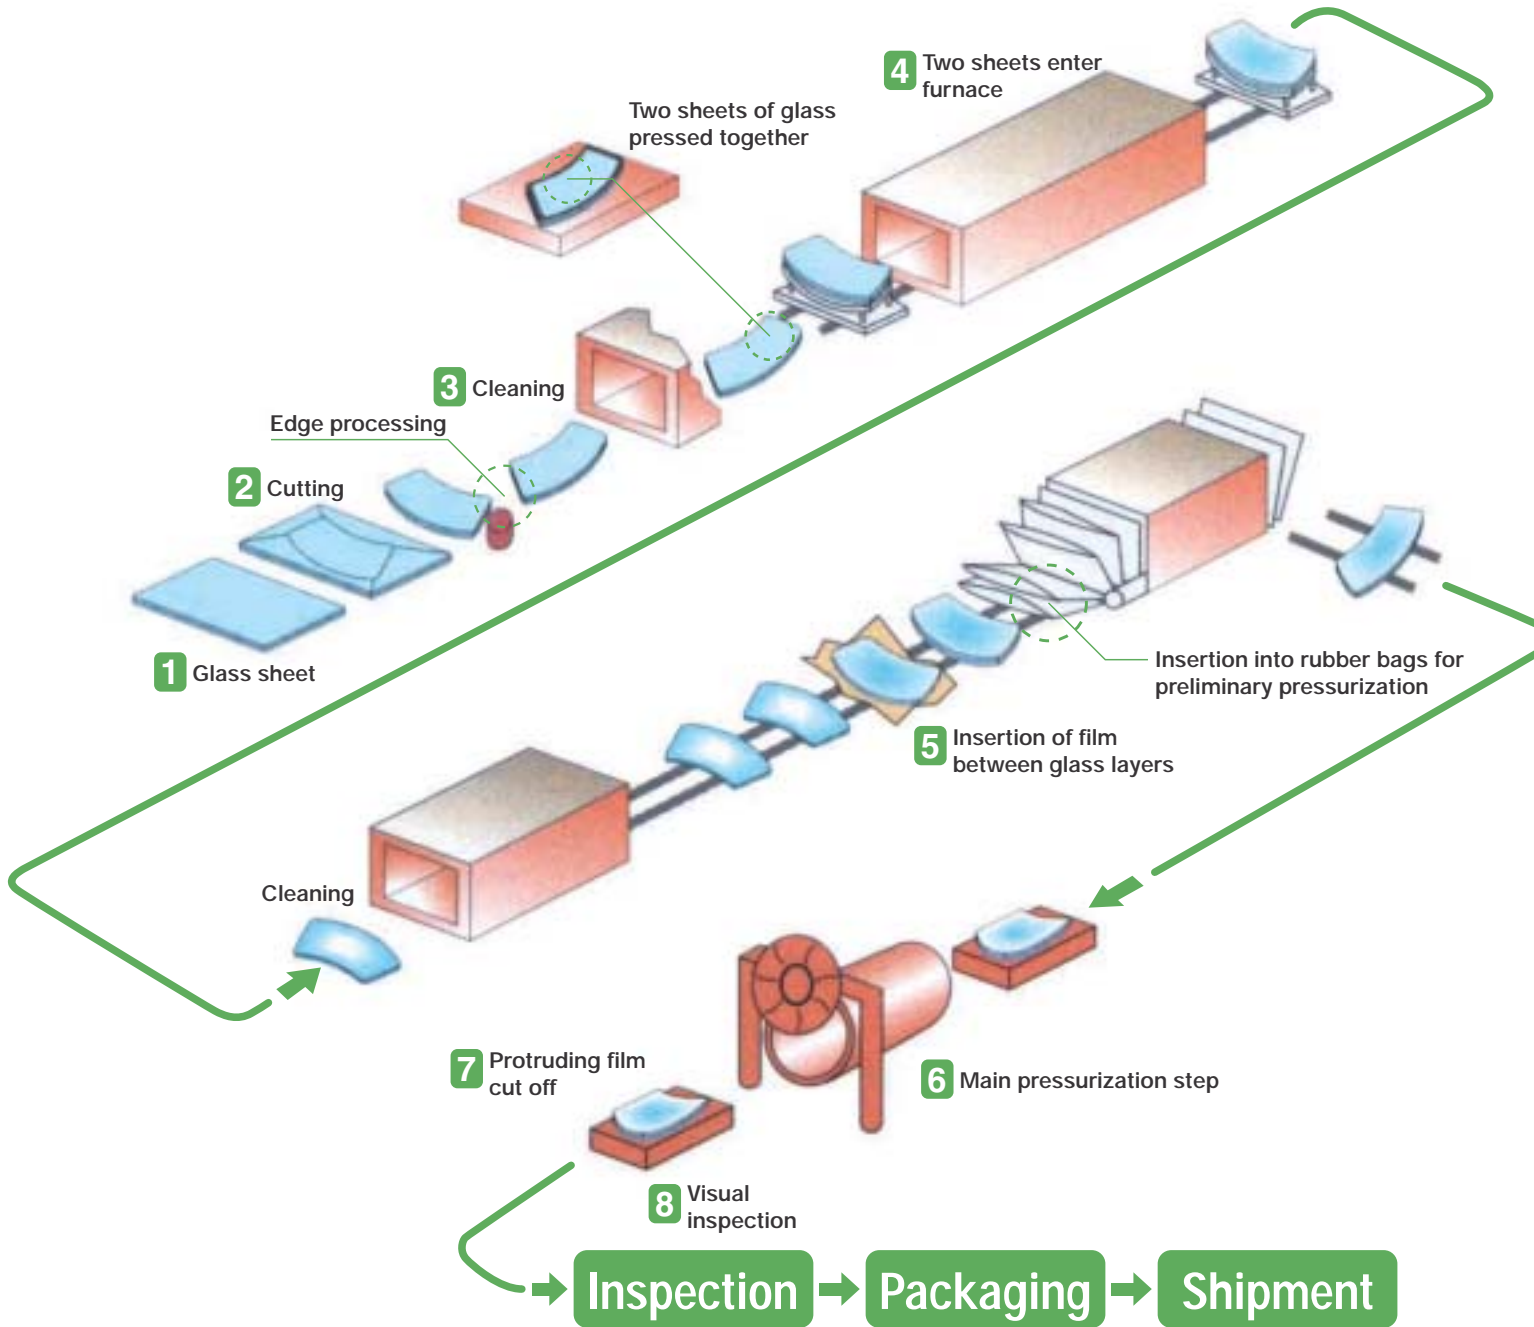 1 Glass sheet
2 Cutting
Edge processing
3 Cleaning
Two sheets of glass
pressed together
4 Two sheets enter
furnace
Cleaning
5 Insertion of film
between glass layers
Insertion into rubber bags for
preliminary pressurization
6 Main pressurization step
7 Protruding film
cut off
8 Visual
inspection
Inspection
Packaging
Shipment